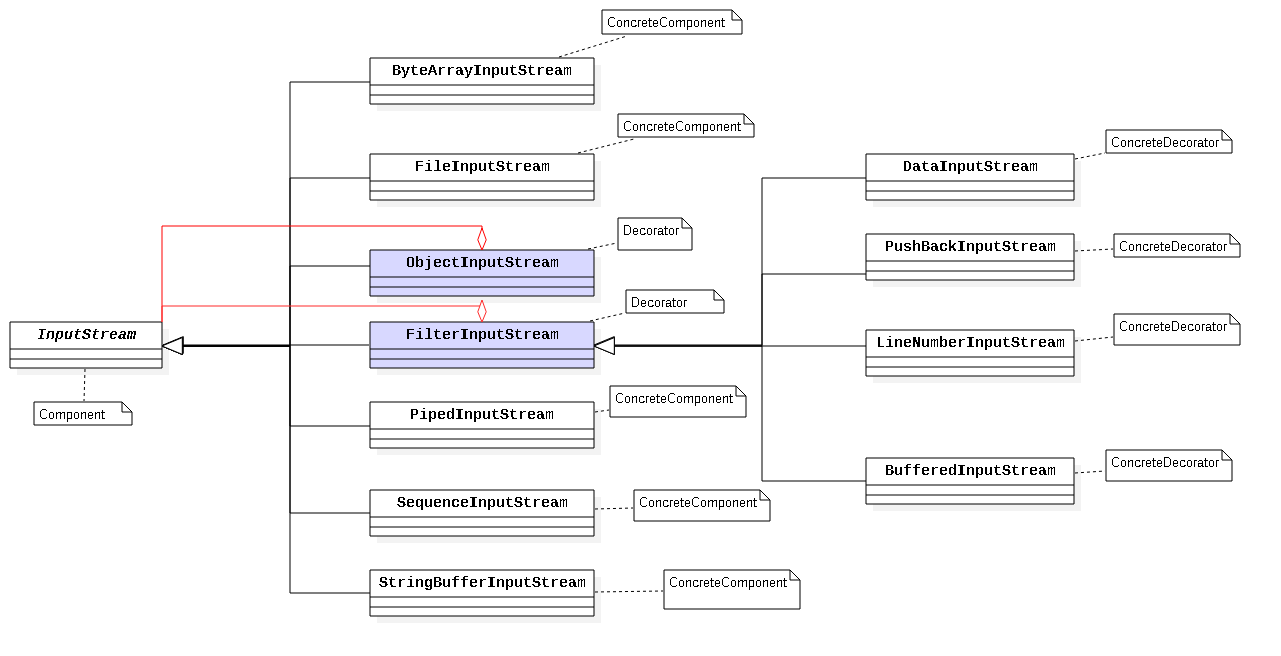 ConcreteComponent
ByteArrayInputStream
ConcreteComponent
FileInputStream
ConcreteDecorator
DataInputStream
Decorator
ObjectInputStream
ConcreteDecorator
PushBackInputStream
Decorator
FilterInputStream
InputStream
Component
ConcreteDecorator
LineNumberInputStream
ConcreteComponent
PipedInputStream
ConcreteDecorator
BufferedInputStream
ConcreteComponent
SequenceInputStream
ConcreteComponent
StringBufferInputStream